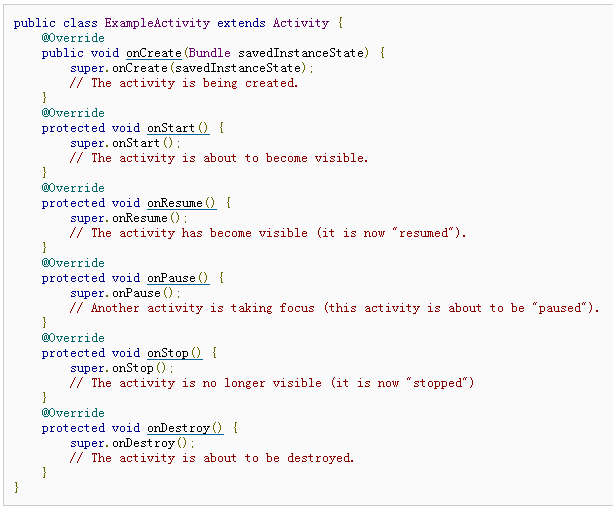 public class ExampleActivity extends Activity {
    @Override
    public void onCreate(Bundle savedInstanceState) {
        super.onCreate(savedInstanceState);
        // The activity is being created.
    }
    @Override
    protected void onStart() {
        super.onStart();
        // The activity is about to become visible.
    }
    @Override
    protected void onResume() {
        super.onResume();
        // The activity has become visible (it is now "resumed").
    }
    @Override
    protected void onPause() {
        super.onPause();
        // Another activity is taking focus (this activity is about to be "paused").
    }
    @Override
    protected void onStop() {
        super.onStop();
        // The activity is no longer visible (it is now "stopped")
    }
    @Override
    protected void onDestroy() {
        super.onDestroy();
        // The activity is about to be destroyed.
    }
}